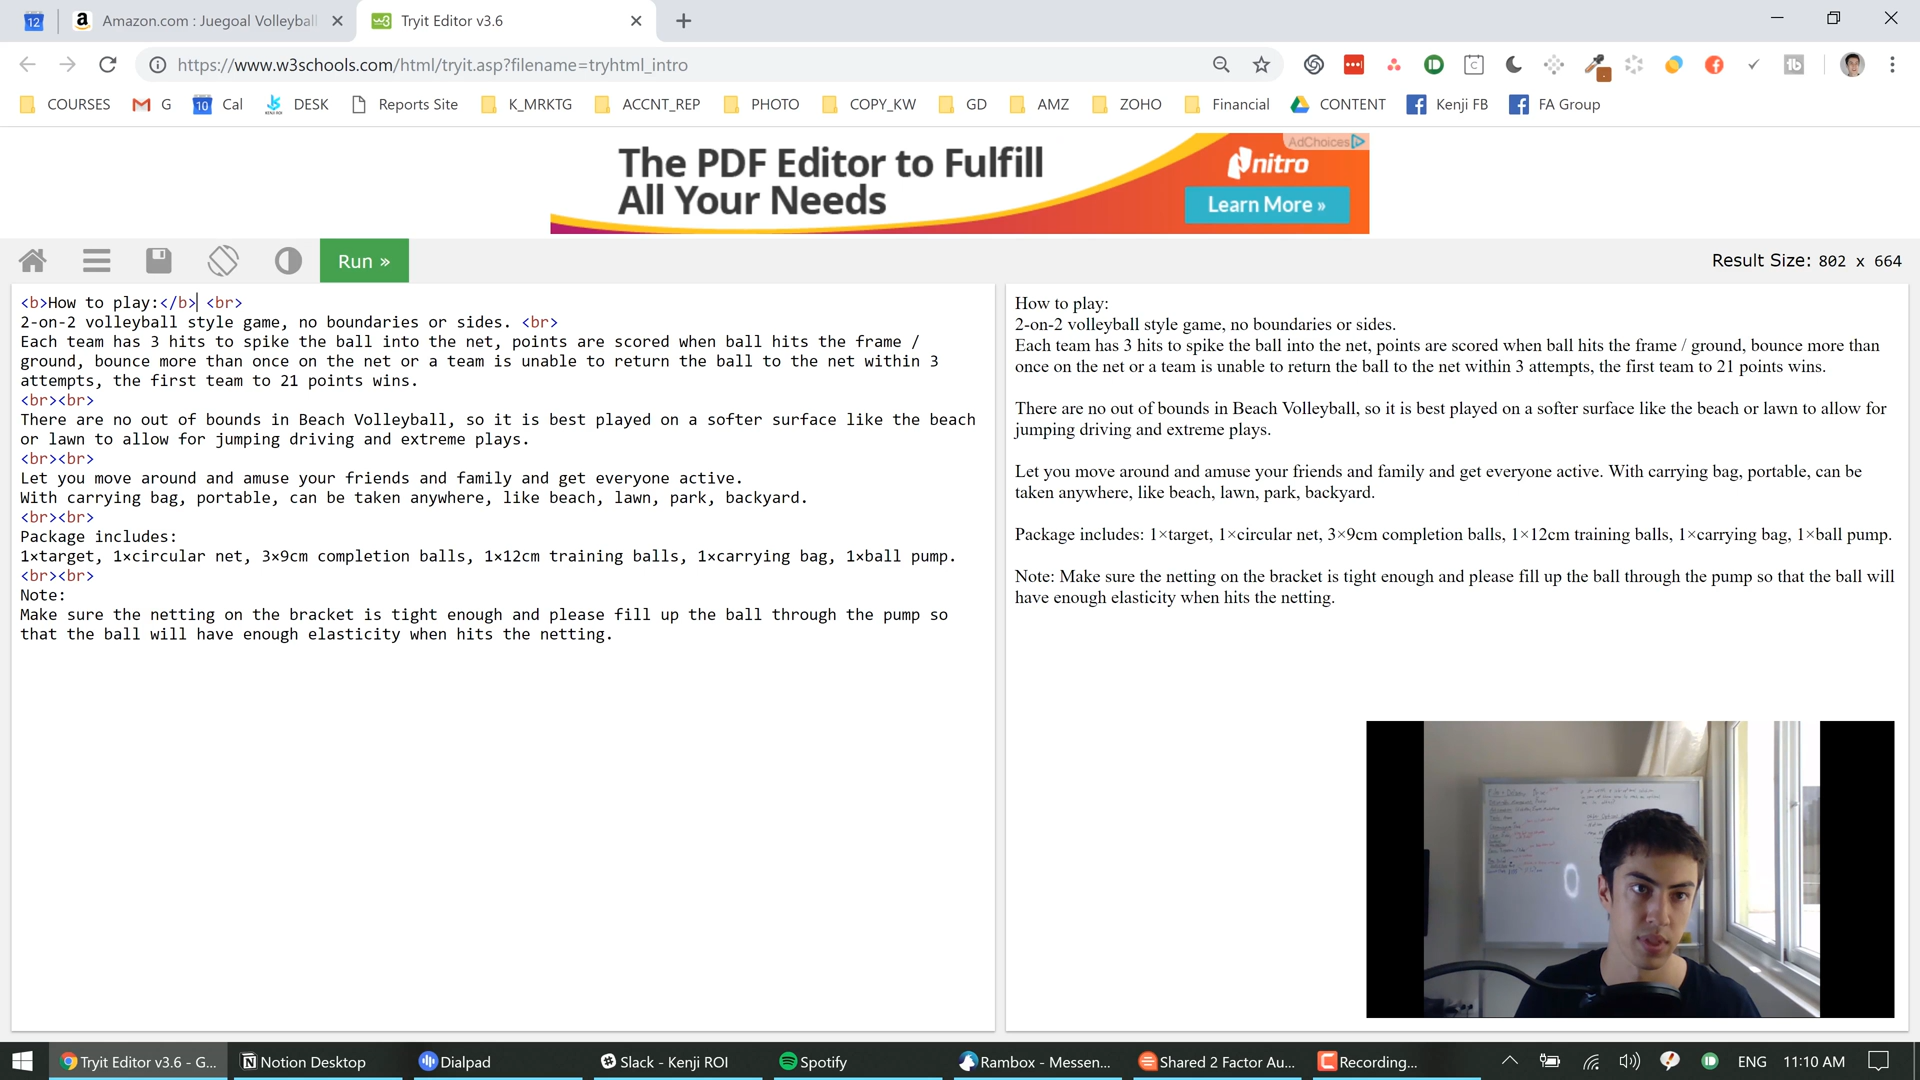 12
Amazon.com : Juegoal Volleyball
Tryit Editor v3.6
https://www.w3schools.com/html/tryit.asp?filename=tryhtml_intro
COURSES G 10 Cal DESK Reports Site K_MRKTG ACCNT_REP PHOTO COPY_KW GD AMZ ZOHO Financial CONTENT Kenji FB FA Group
AdChoices
The PDF Editor to Fulfill
All Your Needs
nitro
Learn More »
Run »
Result Size: 802 x 664
<b>How to play:</b> <br>
2-on-2 volleyball style game, no boundaries or sides. <br>
Each team has 3 hits to spike the ball into the net, points are scored when ball hits the frame /
ground, bounce more than once on the net or a team is unable to return the ball to the net within 3
attempts, the first team to 21 points wins.
<br><br>
There are no out of bounds in Beach Volleyball, so it is best played on a softer surface like the beach
or lawn to allow for jumping driving and extreme plays.
<br><br>
Let you move around and amuse your friends and family and get everyone active.
With carrying bag, portable, can be taken anywhere, like beach, lawn, park, backyard.
<br><br>
Package includes:
1×target, 1×circular net, 3×9cm completion balls, 1×12cm training balls, 1×carrying bag, 1×ball pump.
<br><br>
Note:
Make sure the netting on the bracket is tight enough and please fill up the ball through the pump so
that the ball will have enough elasticity when hits the netting.
How to play:
2-on-2 volleyball style game, no boundaries or sides.
Each team has 3 hits to spike the ball into the net, points are scored when ball hits the frame / ground, bounce more than
once on the net or a team is unable to return the ball to the net within 3 attempts, the first team to 21 points wins.
There are no out of bounds in Beach Volleyball, so it is best played on a softer surface like the beach or lawn to allow for
jumping driving and extreme plays.
Let you move around and amuse your friends and family and get everyone active. With carrying bag, portable, can be
taken anywhere, like beach, lawn, park, backyard.
Package includes: 1×target, 1×circular net, 3×9cm completion balls, 1×12cm training balls, 1×carrying bag, 1×ball pump.
Note: Make sure the netting on the bracket is tight enough and please fill up the ball through the pump so that the ball will
have enough elasticity when hits the netting.
Tryit Editor v3.6 - G... Notion Desktop Dialpad Slack - Kenji ROI Spotify Rambox - Messen... Shared 2 Factor Au... Recording... ENG 11:10 AM